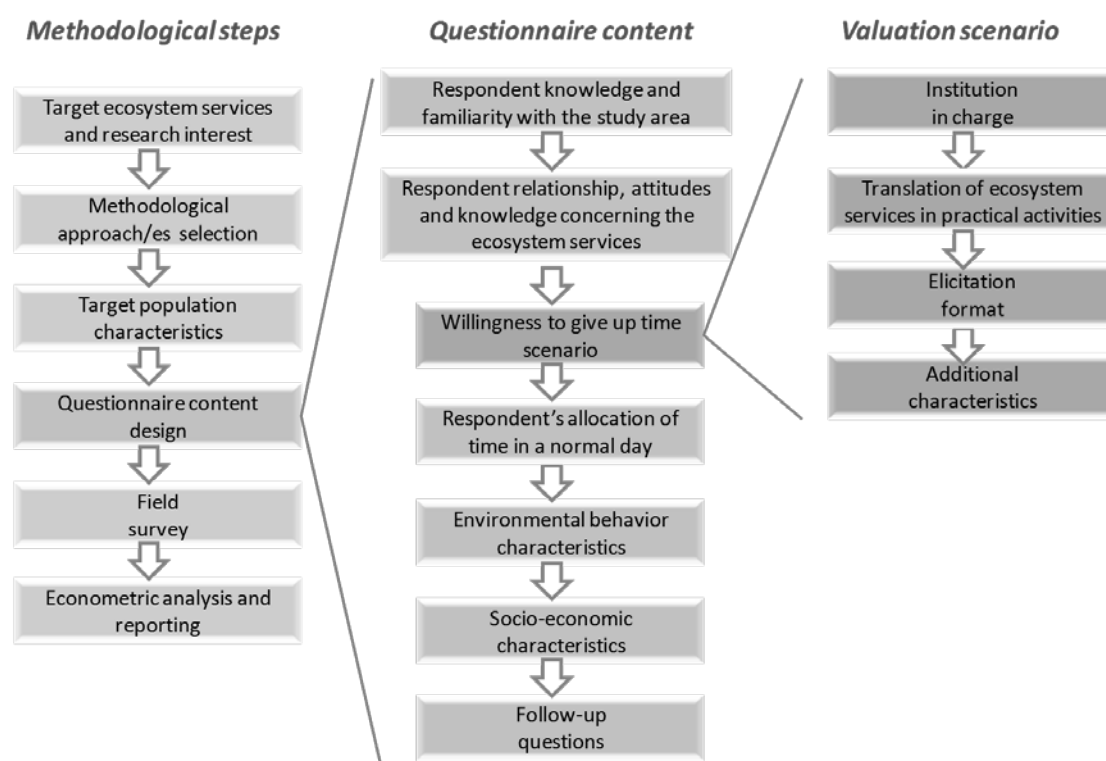 Methodological steps
Target ecosystem services
and research interest
Methodological
approach/es selection
Target population
characteristics
Questionnaire content
design
Field
survey
Econometric analysis and
reporting
Questionnaire content
Respondent knowledge and
familiarity with the study area
Respondent relationship, attitudes
and knowledge concerning the
ecosystem services
Willingness to give up time
scenario
Respondent's allocation of
time in a normal day
Environmental behavior
characteristics
Socio-economic
characteristics
Follow-up
questions
Valuation scenario
Institution
in charge
Translation of ecosystem
services in practical activities
Elicitation
format
Additional
characteristics